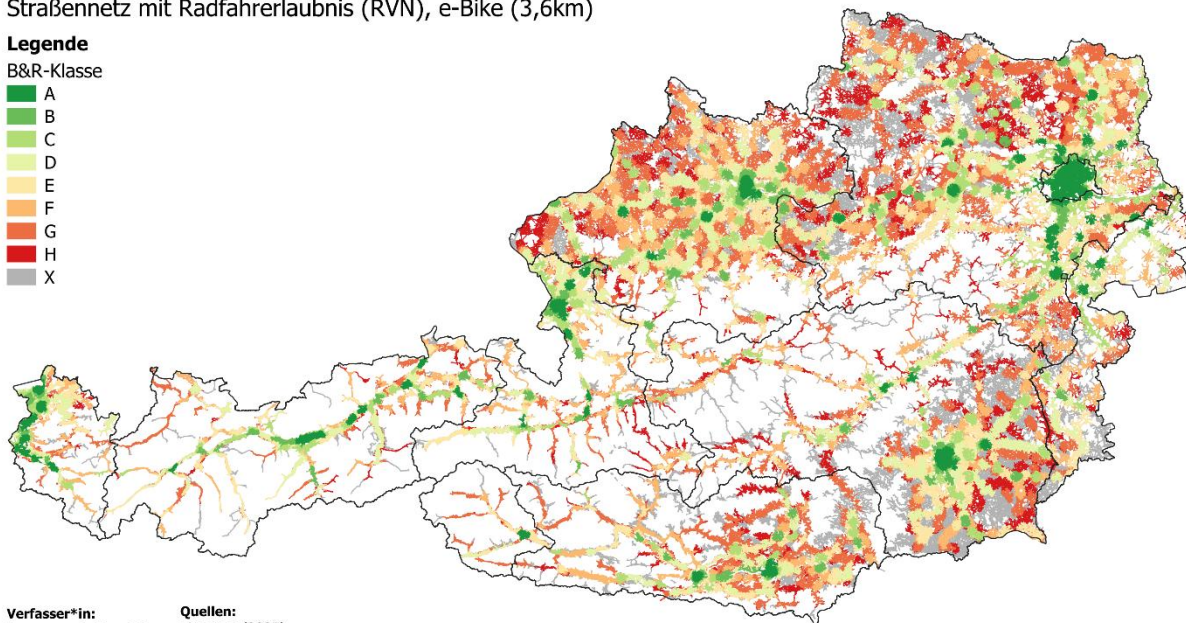 Straßennetz mit Radfahrerlaubnis (RVN), e-Bike (3,6km)
Legende
B&R-Klasse
A
B
C
D
E
F
G
H
X
Verfasser*in:
Quellen: